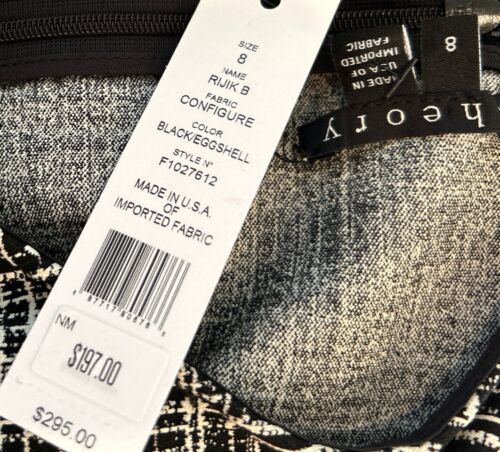 SIZE
8
NAME
RIJIK B
FABRIC
CONFIGURE
COLOR
BLACK/EGGSHELL
STYLE N°
F1027612
MADE IN U.S.A.
OF
IMPORTED FABRIC
NM
$197.00
$295.00
8
MADE IN
USA OF
IMPORTED
FABRIC
heory